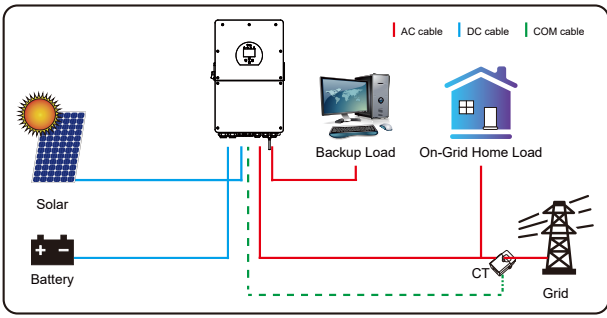 AC cable
DC cable
COM cable
Backup Load
On-Grid Home Load
Solar
Battery
CT
Grid